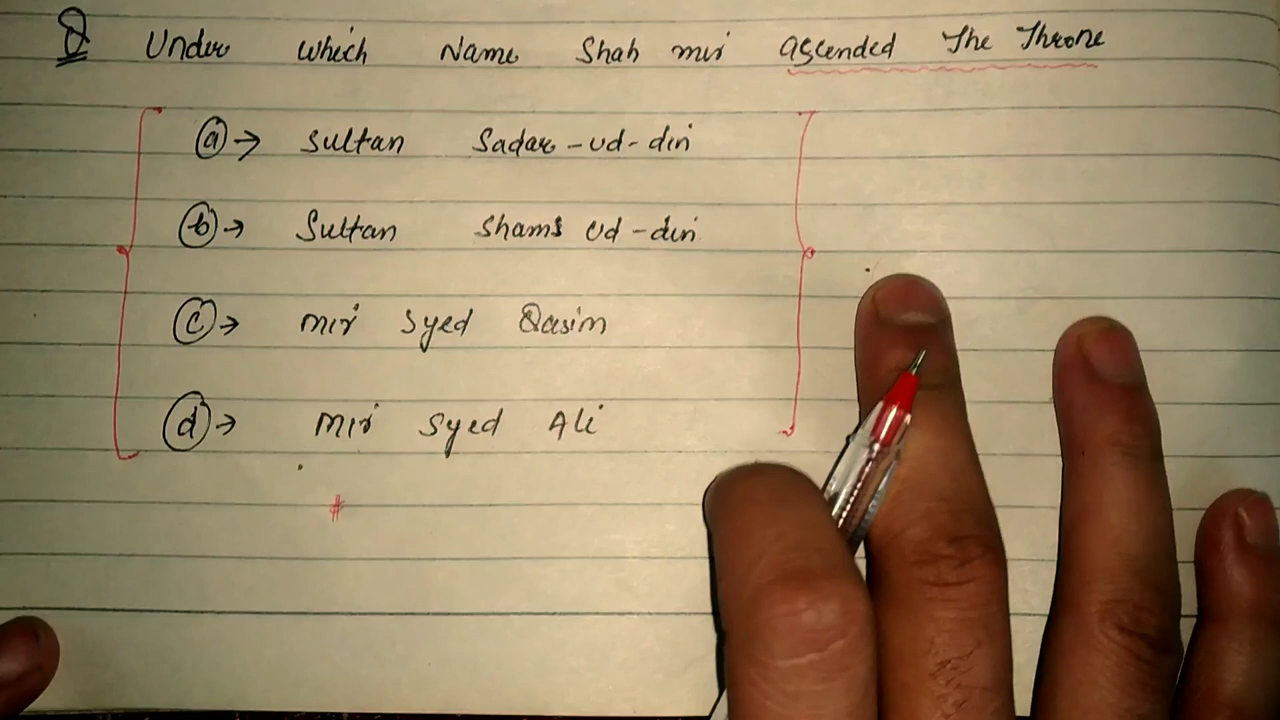 Q Under which Name Shah mir ascended The Throne
a → Sultan Sadar-ud-din
b → Sultan Shams ud-din
c → mir Syed Qasim
d → mir Syed Ali
#